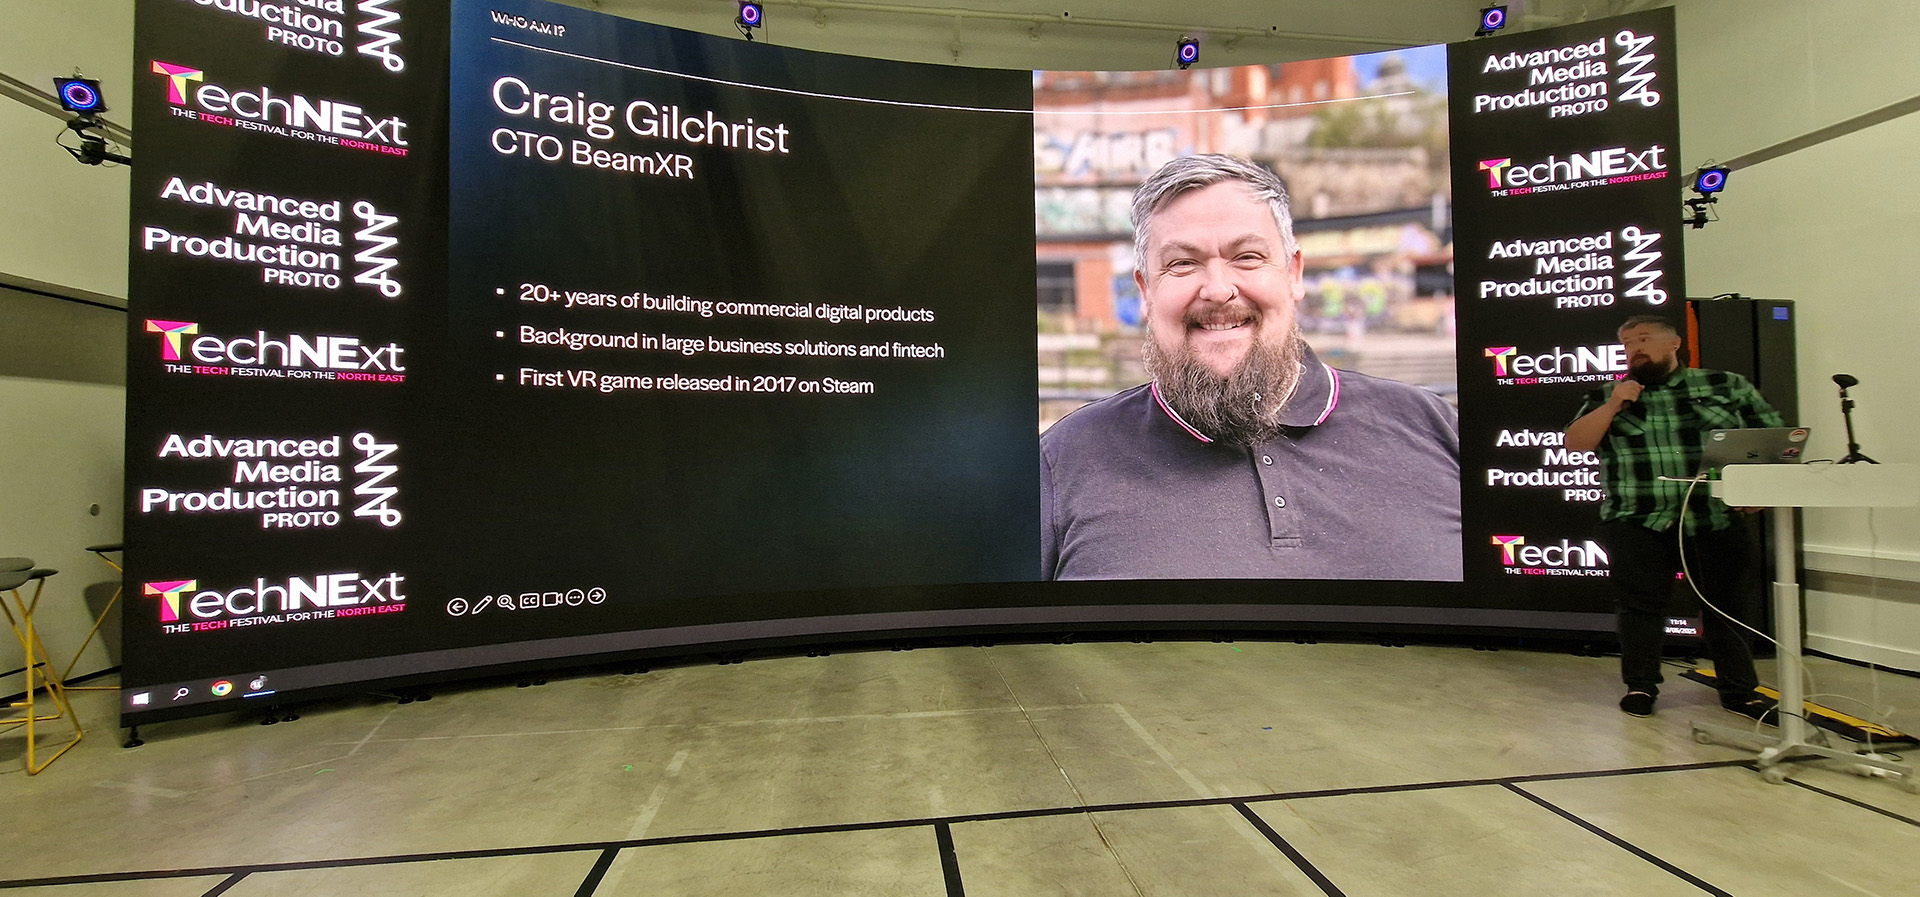 duction
PROTO
TechNExt
THE TECH FESTIVAL FOR THE NORTH EAST
Advanced
Media
Production
PROTO
TechNExt
THE TECH FESTIVAL FOR THE NORTH EAST
Advanced
Media
Production
PROTO
TechNExt
THE TECH FESTIVAL FOR THE NORTH EAST
WHO AM I?
Craig Gilchrist
CTO BeamXR
▪ 20+ years of building commercial digital products
▪ Background in large business solutions and fintech
▪ First VR game released in 2017 on Steam
CC
Advanced
Media
Production
PROTO
TechNExt
THE TECH FESTIVAL FOR THE NORTH EAST
Advanced
Media
Production
PROTO
TechNE
THE TECH FESTIVAL FOR THE
Advan
Med
Productio
PRO
TechN
THE TECH FESTIVAL FOR
11:14